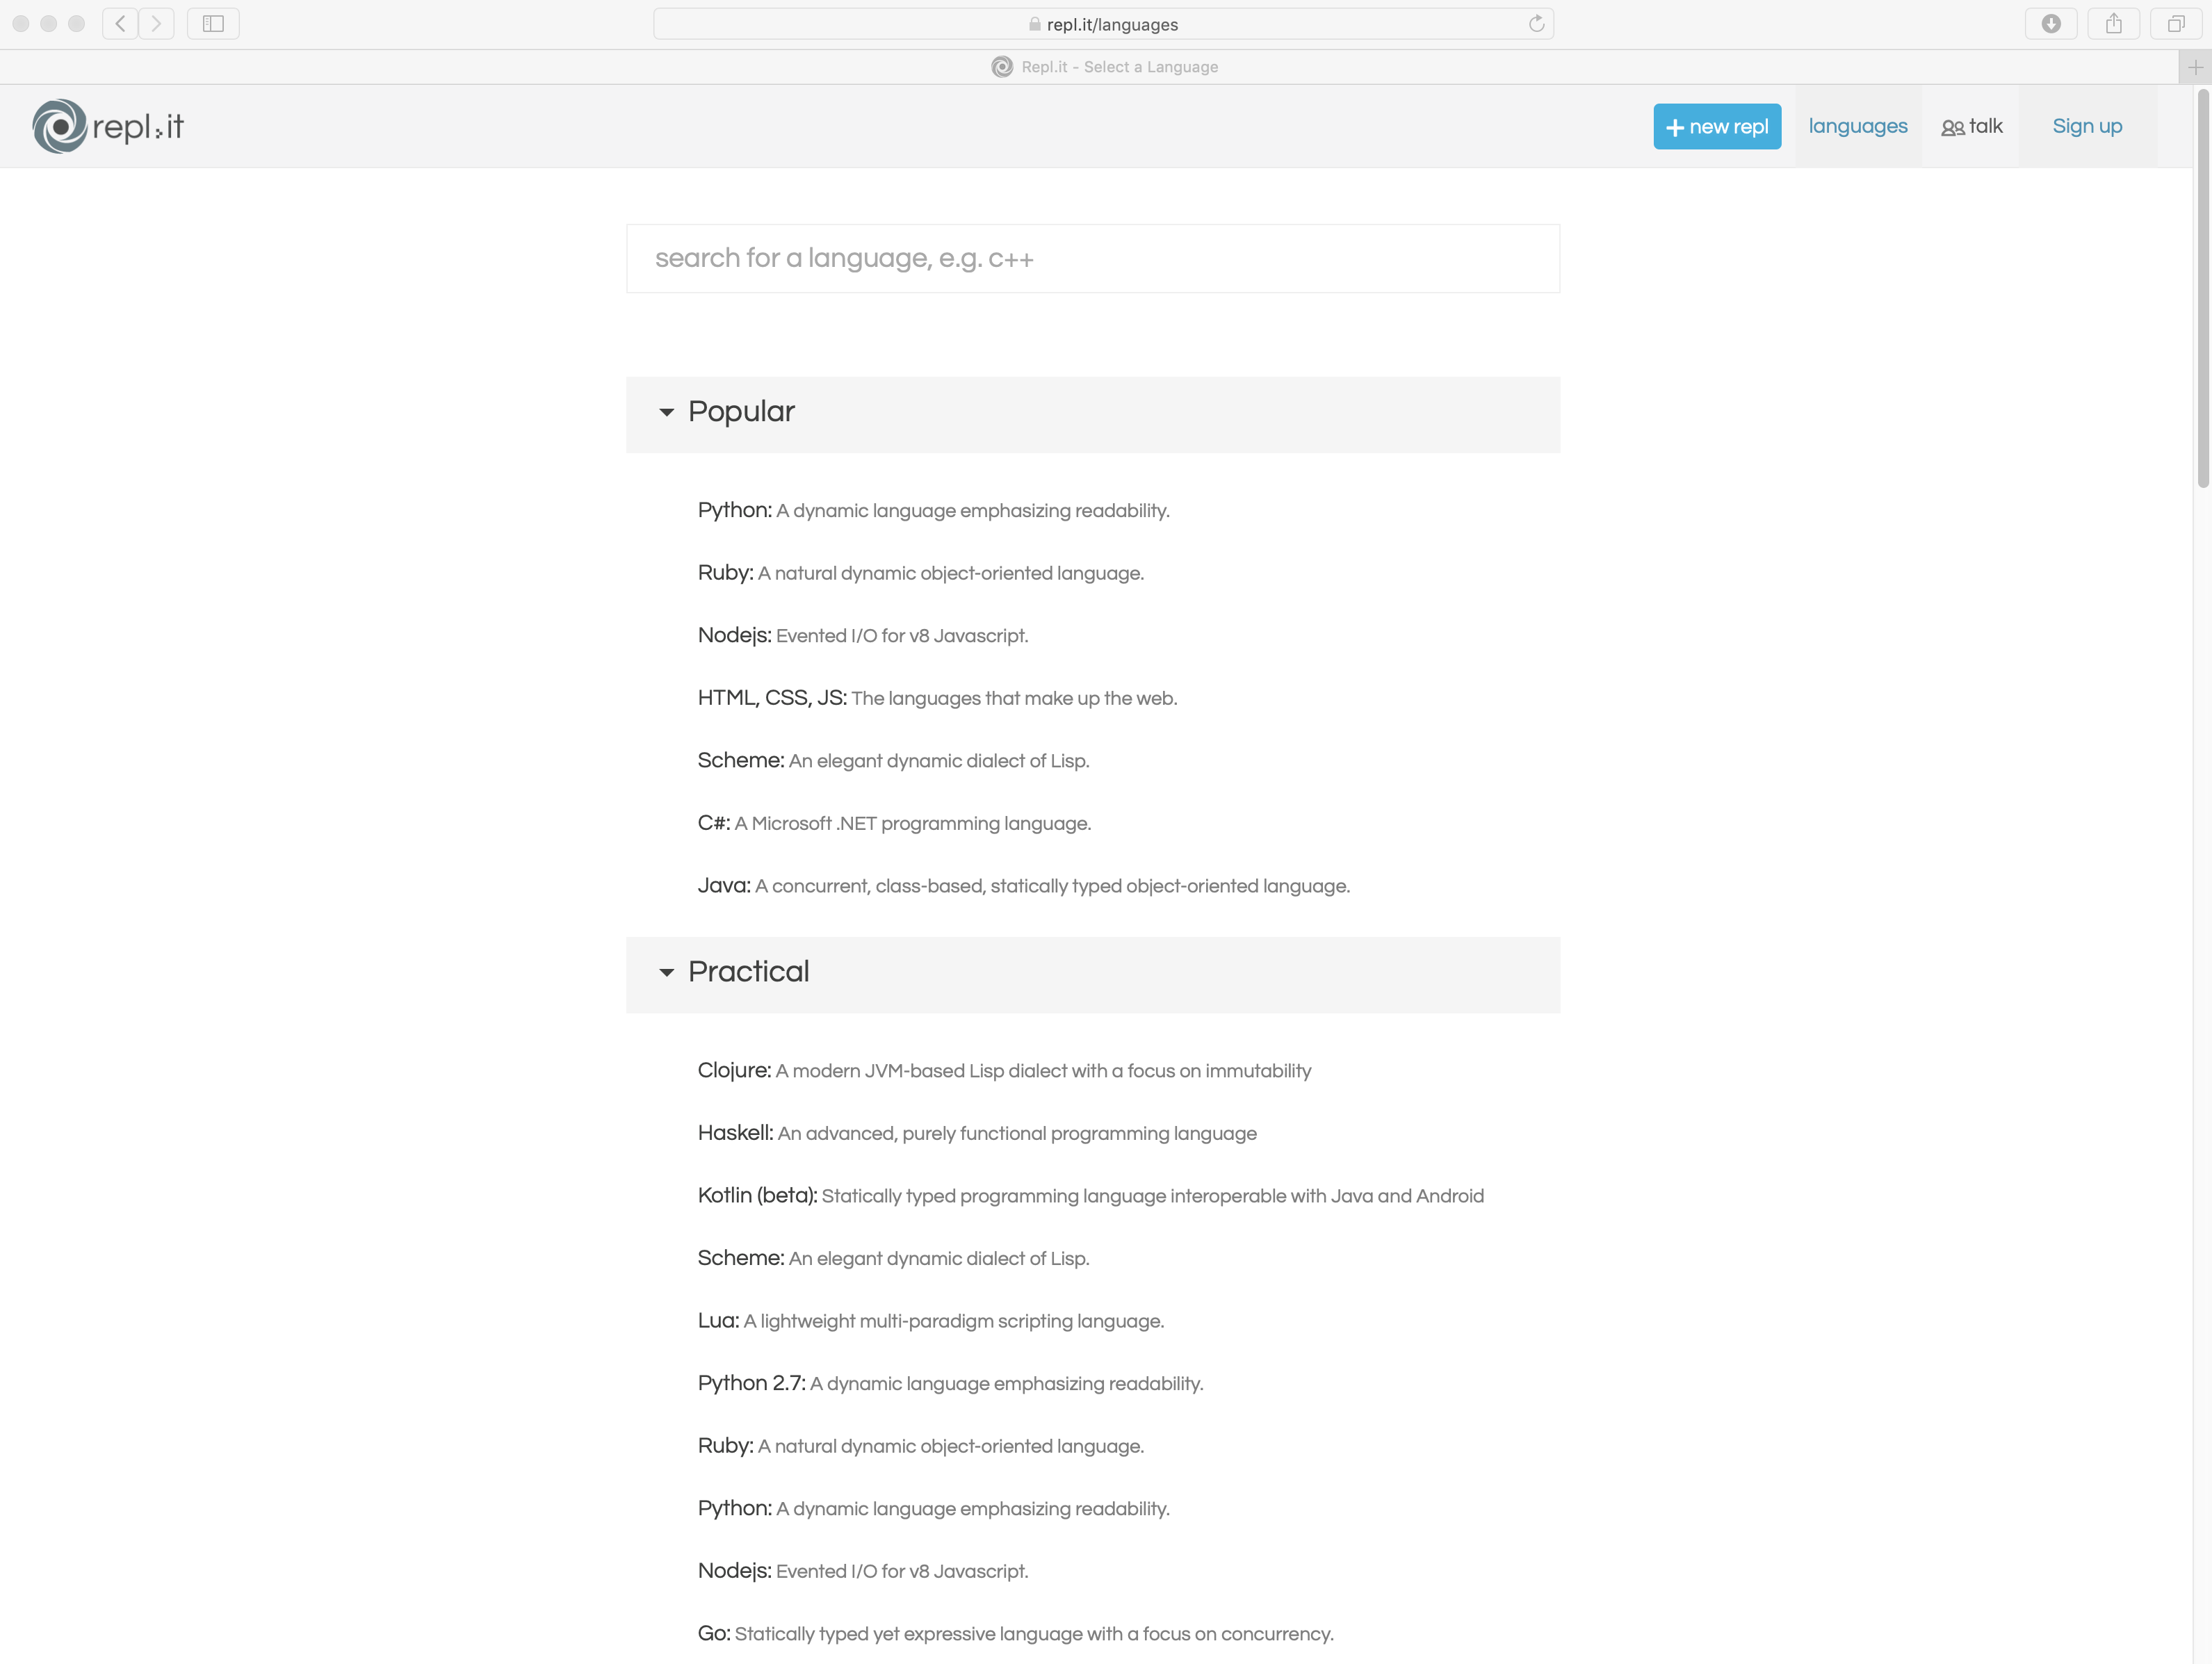 repl.it/languages
Repl.it - Select a Language
repl.it
new repl
languages
talk
Sign up
search for a language, e.g. c++
Popular
Python: A dynamic language emphasizing readability.
Ruby: A natural dynamic object-oriented language.
Nodejs: Evented I/O for v8 Javascript.
HTML, CSS, JS: The languages that make up the web.
Scheme: An elegant dynamic dialect of Lisp.
C#: A Microsoft .NET programming language.
Java: A concurrent, class-based, statically typed object-oriented language.
Practical
Clojure: A modern JVM-based Lisp dialect with a focus on immutability
Haskell: An advanced, purely functional programming language
Kotlin (beta): Statically typed programming language interoperable with Java and Android
Scheme: An elegant dynamic dialect of Lisp.
Lua: A lightweight multi-paradigm scripting language.
Python 2.7: A dynamic language emphasizing readability.
Ruby: A natural dynamic object-oriented language.
Python: A dynamic language emphasizing readability.
Nodejs: Evented I/O for v8 Javascript.
Go: Statically typed yet expressive language with a focus on concurrency.